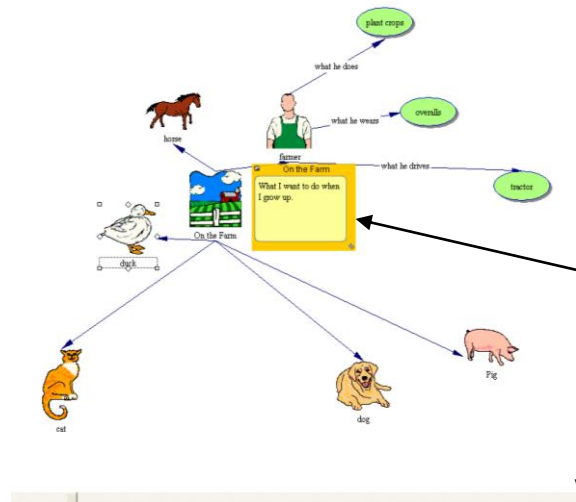 plant crops
what he does
what he wears
overalls
horse
farmer
On the Farm
what he drives
What I want to do when
I grow up.
tractor
On the Farm
duck
Pig
cat
dog